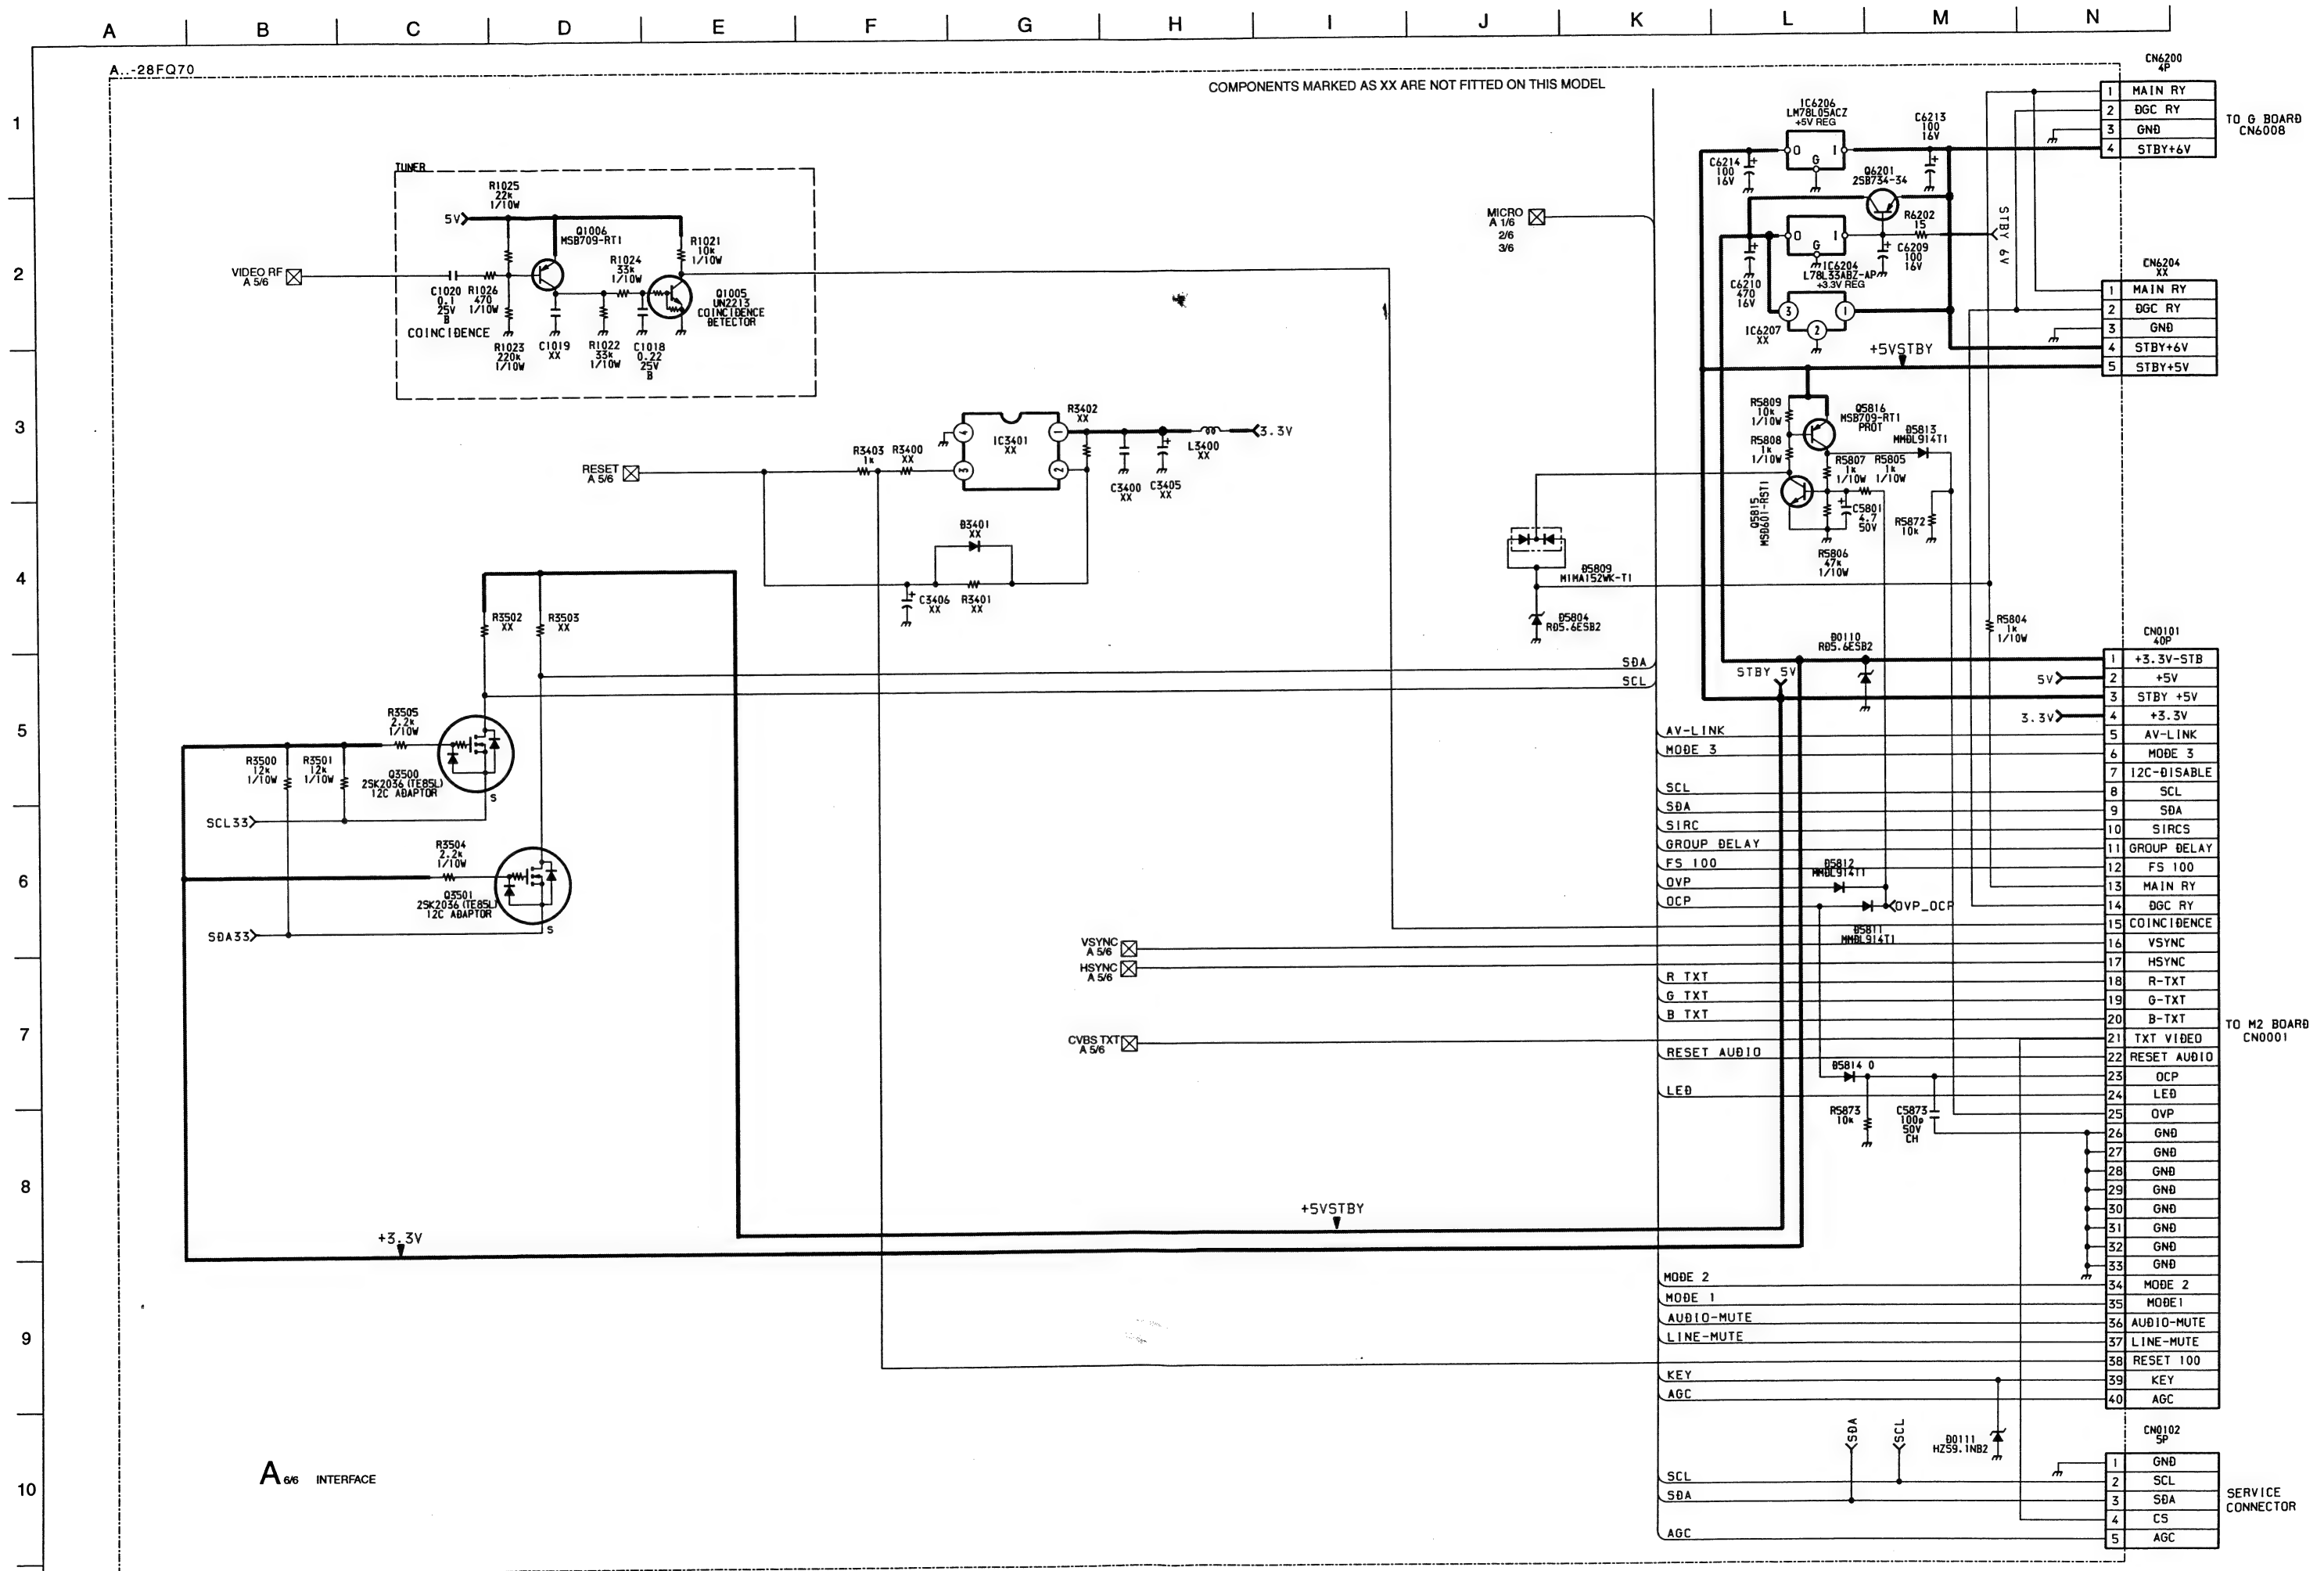 A B C D E F G H I J K L M N
A..-28FQ70
COMPONENTS MARKED AS XX ARE NOT FITTED ON THIS MODEL
1
2
3
4
5
6
7
8
9
10
TUNER
R1025
22k
1/10W
5V
Q1006
MSB709-RT1
R1021
10k
1/10W
R1024
33k
1/10W
VIDEO RF
A 5/6
C1020
0.1
25V
B
R1026
470
1/10W
COINCIDENCE
Q1005
UN2213
COINCIDENCE
DETECTOR
R1023
220k
1/10W
C1019
XX
R1022
33k
1/10W
C1018
0.22
25V
B
MICRO
A 1/6
2/6
3/6
IC6206
LM78L05ACZ
+5V REG
O
I
G
C6213
100
16V
C6214
100
16V
Q6201
2SB734-34
R6202
15
C6209
100
16V
STBY 6V
O
I
G
IC6204
L78L33ABZ-AP
+3.3V REG
C6210
470
16V
3
1
2
IC6207
XX
+5VSTBY
CN6200
4P
1 MAIN RY
2 DGC RY
3 GND
4 STBY+6V
TO G BOARD
CN6008
CN6204
XX
1 MAIN RY
2 DGC RY
3 GND
4 STBY+6V
5 STBY+5V
R3402
XX
IC3401
XX
4
1
3
2
L3400
XX
3.3V
C3400
XX
C3405
XX
RESET
A 5/6
R3403
1k
R3400
XX
D3401
XX
C3406
XX
R3401
XX
R5809
10k
1/10W
Q5816
MSB709-RT1
PROT
D5813
MMDL914T1
R5808
1k
1/10W
R5807
1k
1/10W
R5805
1k
1/10W
Q5815
MSD601-RST1
C5801
4.7
50V
R5872
10k
R5806
47k
1/10W
D5809
M1MA152WK-T1
D5804
RD5.6ESB2
R5804
1k
1/10W
D0110
RD5.6ESB2
STBY 5V
R3502
XX
R3503
XX
SDA
SCL
R3505
2.2k
1/10W
R3500
12k
1/10W
R3501
12k
1/10W
Q3500
2SK2036(TE85L)
I2C ADAPTOR
S
SCL33
R3504
2.2k
1/10W
Q3501
2SK2036(TE85L)
I2C ADAPTOR
S
SDA33
5V
3.3V
AV-LINK
MODE 3
SCL
SDA
SIRC
GROUP DELAY
FS 100
OVP
OCP
D5812
MMDL914T1
OVP_OCP
D5811
MMDL914T1
VSYNC
A 5/6
HSYNC
A 5/6
R TXT
G TXT
B TXT
CVBS TXT
A 5/6
RESET AUDIO
D5814 0
LED
R5873
10k
C5873
100p
50V
CH
+5VSTBY
+3.3V
MODE 2
MODE 1
AUDIO-MUTE
LINE-MUTE
KEY
AGC
CN0101
40P
1 +3.3V-STB
2 +5V
3 STBY +5V
4 +3.3V
5 AV-LINK
6 MODE 3
7 I2C-DISABLE
8 SCL
9 SDA
10 SIRCS
11 GROUP DELAY
12 FS 100
13 MAIN RY
14 DGC RY
15 COINCIDENCE
16 VSYNC
17 HSYNC
18 R-TXT
19 G-TXT
20 B-TXT
21 TXT VIDEO
22 RESET AUDIO
23 OCP
24 LED
25 OVP
26 GND
27 GND
28 GND
29 GND
30 GND
31 GND
32 GND
33 GND
34 MODE 2
35 MODE1
36 AUDIO-MUTE
37 LINE-MUTE
38 RESET 100
39 KEY
40 AGC
TO M2 BOARD
CN0001
SDA
SCL
D0111
HZS9.1NB2
SCL
SDA
AGC
CN0102
5P
1 GND
2 SCL
3 SDA
4 CS
5 AGC
SERVICE
CONNECTOR
A 6/6 INTERFACE